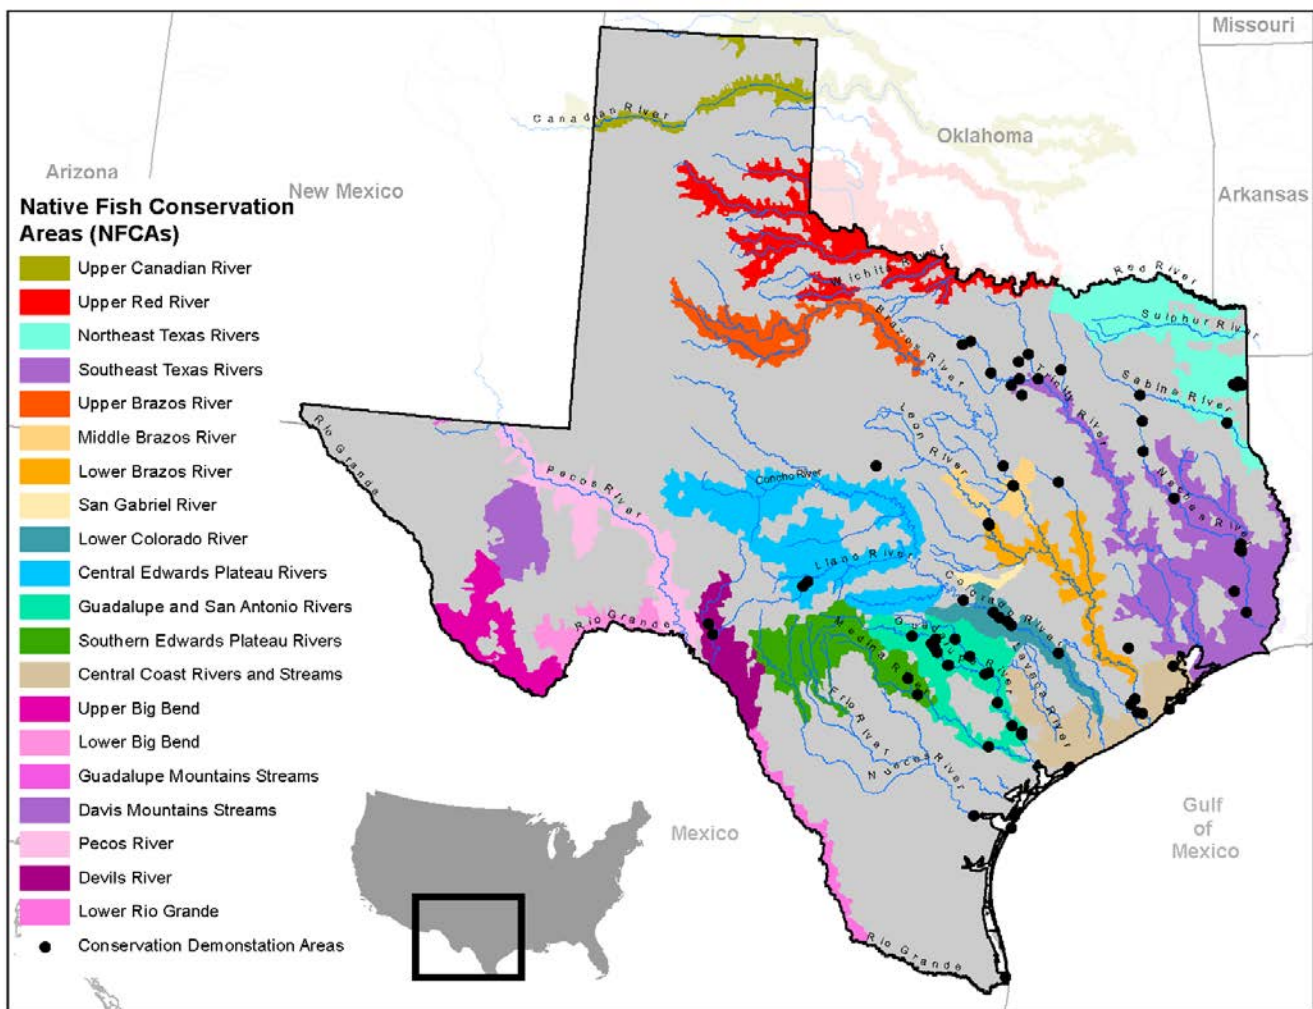 Missouri
Oklahoma
Arizona
New Mexico
Arkansas
Canadian River
Native Fish Conservation
Areas (NFCAs)
Upper Canadian River
Upper Red River
Northeast Texas Rivers
Southeast Texas Rivers
Upper Brazos River
Middle Brazos River
Lower Brazos River
San Gabriel River
Lower Colorado River
Central Edwards Plateau Rivers
Guadalupe and San Antonio Rivers
Southern Edwards Plateau Rivers
Central Coast Rivers and Streams
Upper Big Bend
Lower Big Bend
Guadalupe Mountains Streams
Davis Mountains Streams
Pecos River
Devils River
Lower Rio Grande
Conservation Demonstation Areas
Wichita River
Red River
Sulphur River
Brazos River
Trinity River
Sabine River
Leon River
Rio Grande
Pecos River
Concho River
Neches River
Llano River
Colorado River
Rio Grande
Guadalupe River
Medina River
Lavaca River
Frio River
Nueces River
Mexico
Gulf
of
Mexico
Rio Grande